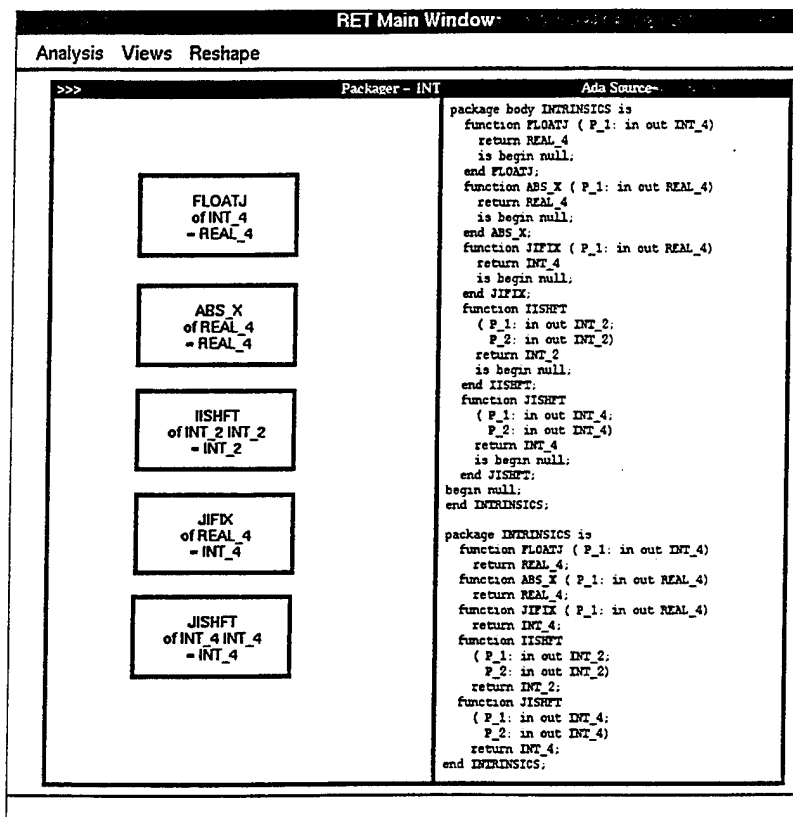 RET Main Window
Analysis Views Reshape
>>> Packager – INT
FLOATJ
of INT_4
= REAL_4
ABS_X
of REAL_4
= REAL_4
IISHFT
of INT_2 INT_2
= INT_2
JIFIX
of REAL_4
= INT_4
JISHFT
of INT_4 INT_4
= INT_4
Ada Source
package body INTRINSICS is
function FLOATJ ( P_1: in out INT_4)
return REAL_4
is begin null;
end FLOATJ;
function ABS_X ( P_1: in out REAL_4)
return REAL_4
is begin null;
end ABS_X;
function JIFIX ( P_1: in out REAL_4)
return INT_4
is begin null;
end JIFIX;
function IISHFT
( P_1: in out INT_2;
P_2: in out INT_2)
return INT_2
is begin null;
end IISHFT;
function JISHFT
( P_1: in out INT_4;
P_2: in out INT_4)
return INT_4
is begin null;
end JISHFT;
begin null;
end INTRINSICS;
package INTRINSICS is
function FLOATJ ( P_1: in out INT_4)
return REAL_4;
function ABS_X ( P_1: in out REAL_4)
return REAL_4;
function JIFIX ( P_1: in out REAL_4)
return INT_4;
function IISHFT
( P_1: in out INT_2;
P_2: in out INT_2)
return INT_2;
function JISHFT
( P_1: in out INT_4;
P_2: in out INT_4)
return INT_4;
end INTRINSICS;